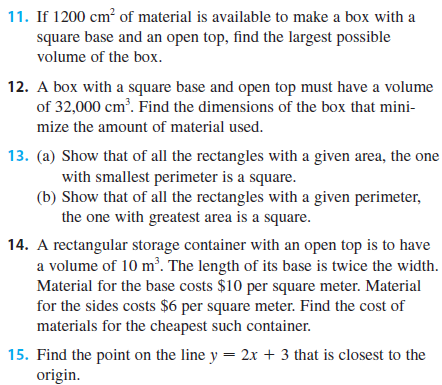 11. If 1200 cm² of material is available to make a box with a
square base and an open top, find the largest possible
volume of the box.
12. A box with a square base and open top must have a volume
of 32,000 cm³. Find the dimensions of the box that mini-
mize the amount of material used.
13. (a) Show that of all the rectangles with a given area, the one
with smallest perimeter is a square.
(b) Show that of all the rectangles with a given perimeter,
the one with greatest area is a square.
14. A rectangular storage container with an open top is to have
a volume of 10 m³. The length of its base is twice the width.
Material for the base costs $10 per square meter. Material
for the sides costs $6 per square meter. Find the cost of
materials for the cheapest such container.
15. Find the point on the line y = 2x + 3 that is closest to the
origin.